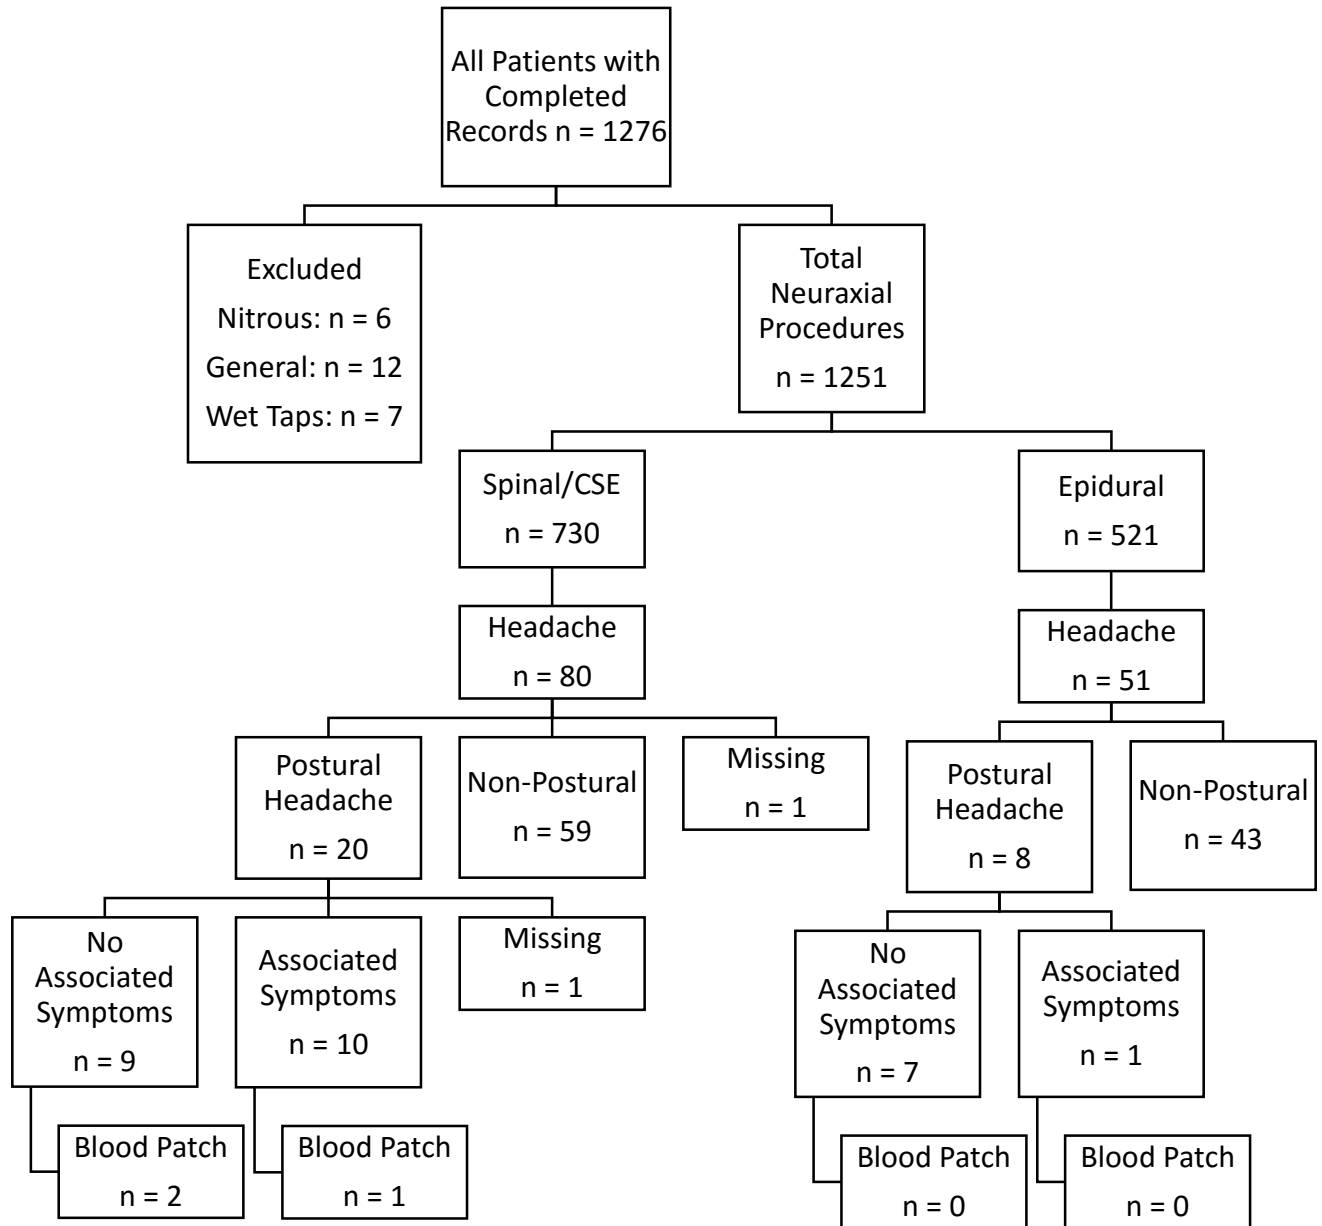 All Patients with
Completed
Records n = 1276
Excluded
Nitrous: n = 6
General: n = 12
Wet Taps: n = 7
Total
Neuraxial
Procedures
n = 1251
Spinal/CSE
n = 730
Epidural
n = 521
Headache
n = 80
Headache
n = 51
Postural
Headache
n = 20
Non-Postural
n = 59
Missing
n = 1
Postural
Headache
n = 8
Non-Postural
n = 43
No
Associated
Symptoms
n = 9
Associated
Symptoms
n = 10
Missing
n = 1
No
Associated
Symptoms
n = 7
Associated
Symptoms
n = 1
Blood Patch
n = 2
Blood Patch
n = 1
Blood Patch
n = 0
Blood Patch
n = 0